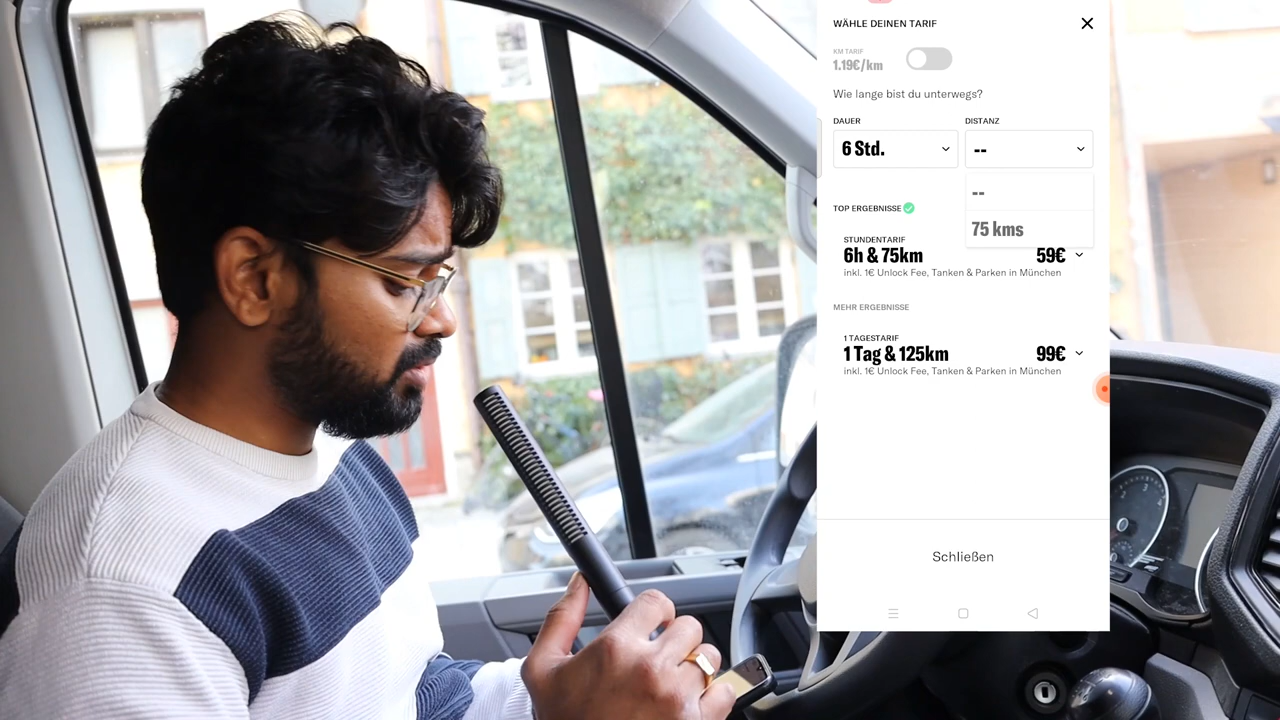 WÄHLE DEINEN TARIF
KM TARIF
1.19€/km
Wie lange bist du unterwegs?
DAUER
DISTANZ
6 Std.
--
--
75 kms
TOP ERGEBNISSE
STUNDENTARIF
6h & 75km
59€
inkl. 1€ Unlock Fee, Tanken & Parken in München
MEHR ERGEBNISSE
1 TAGESTARIF
1 Tag & 125km
99€
inkl. 1€ Unlock Fee, Tanken & Parken in München
Schließen